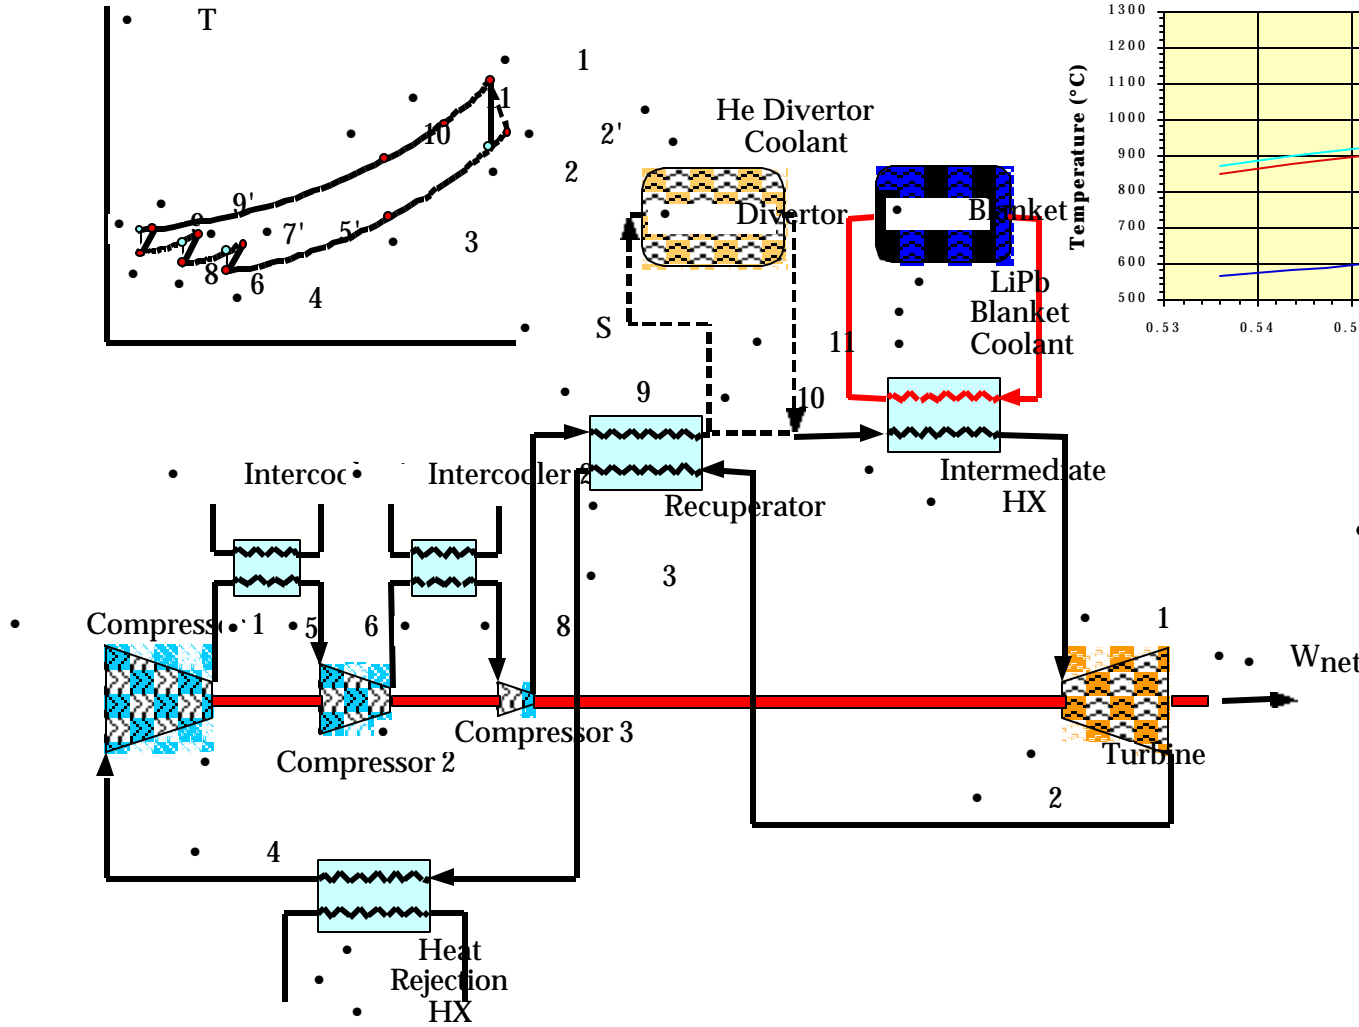 T
1
11
10
2'
2
9'
9
7'
5'
3
8
6
4
S
He Divertor
Coolant
Divertor
Blanket
LiPb
Blanket
Coolant
11
10
9
1300
1200
1100
1000
900
800
700
600
500
Temperature (°C)
0.53
0.54
Intercoo
Intercooler 2
Recuperator
Intermediate
HX
3
Compressor 1
5
6
8
1
Wnet
Compressor 2
Compressor 3
Turbine
2
4
Heat
Rejection
HX